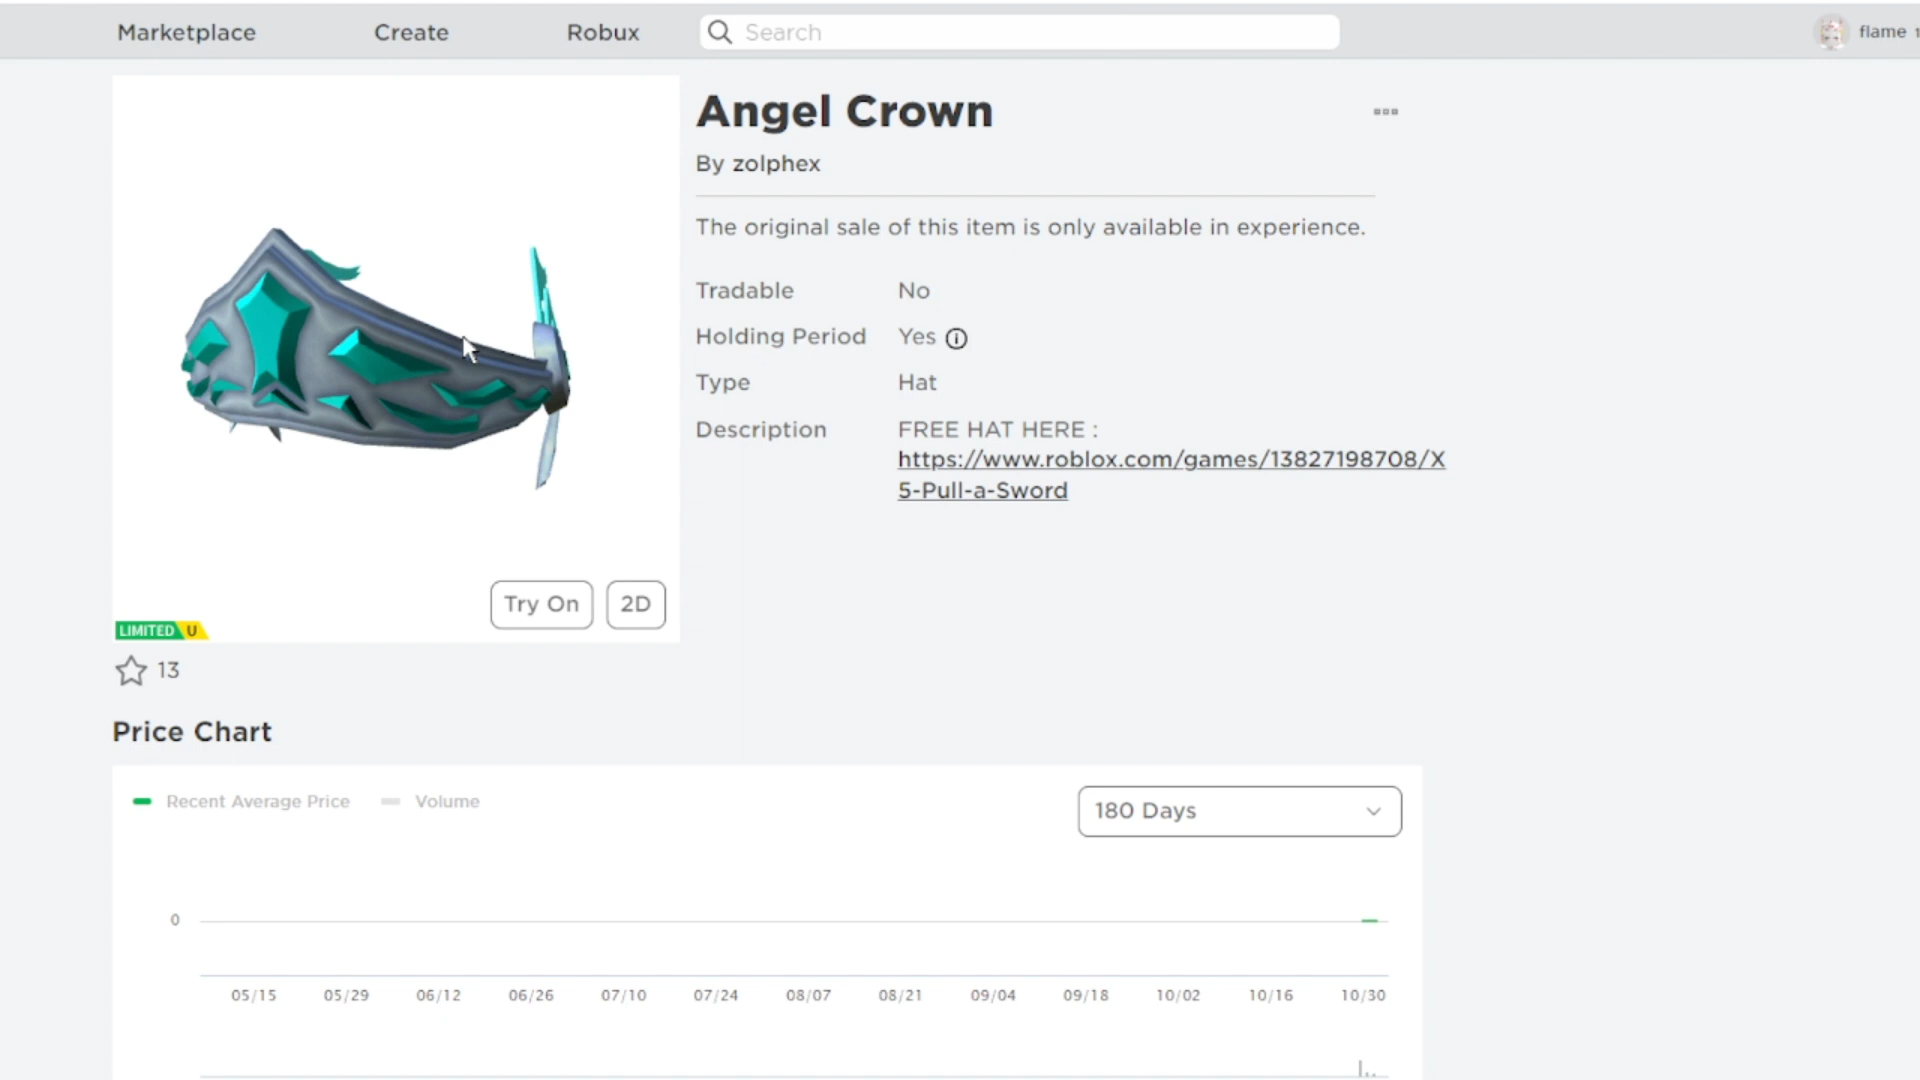 Marketplace
Create
Robux
Search
flame
Angel Crown
By zolphex
The original sale of this item is only available in experience.
Tradable No
Holding Period Yes
Type Hat
Description FREE HAT HERE :
https://www.roblox.com/games/13827198708/X
5-Pull-a-Sword
Try On
2D
LIMITED U
13
Price Chart
Recent Average Price
Volume
180 Days
0
05/15 05/29 06/12 06/26 07/10 07/24 08/07 08/21 09/04 09/18 10/02 10/16 10/30